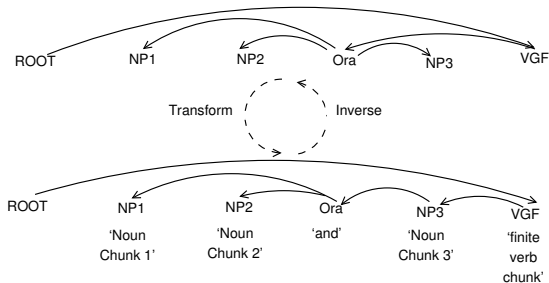 ROOT NP1 NP2 Ora NP3 VGF
Transform Inverse
ROOT NP1 NP2 Ora NP3 VGF
‘Noun ‘Noun ‘and’ ‘Noun ‘finite
Chunk 1’ Chunk 2’ Chunk 3’ verb
chunk’